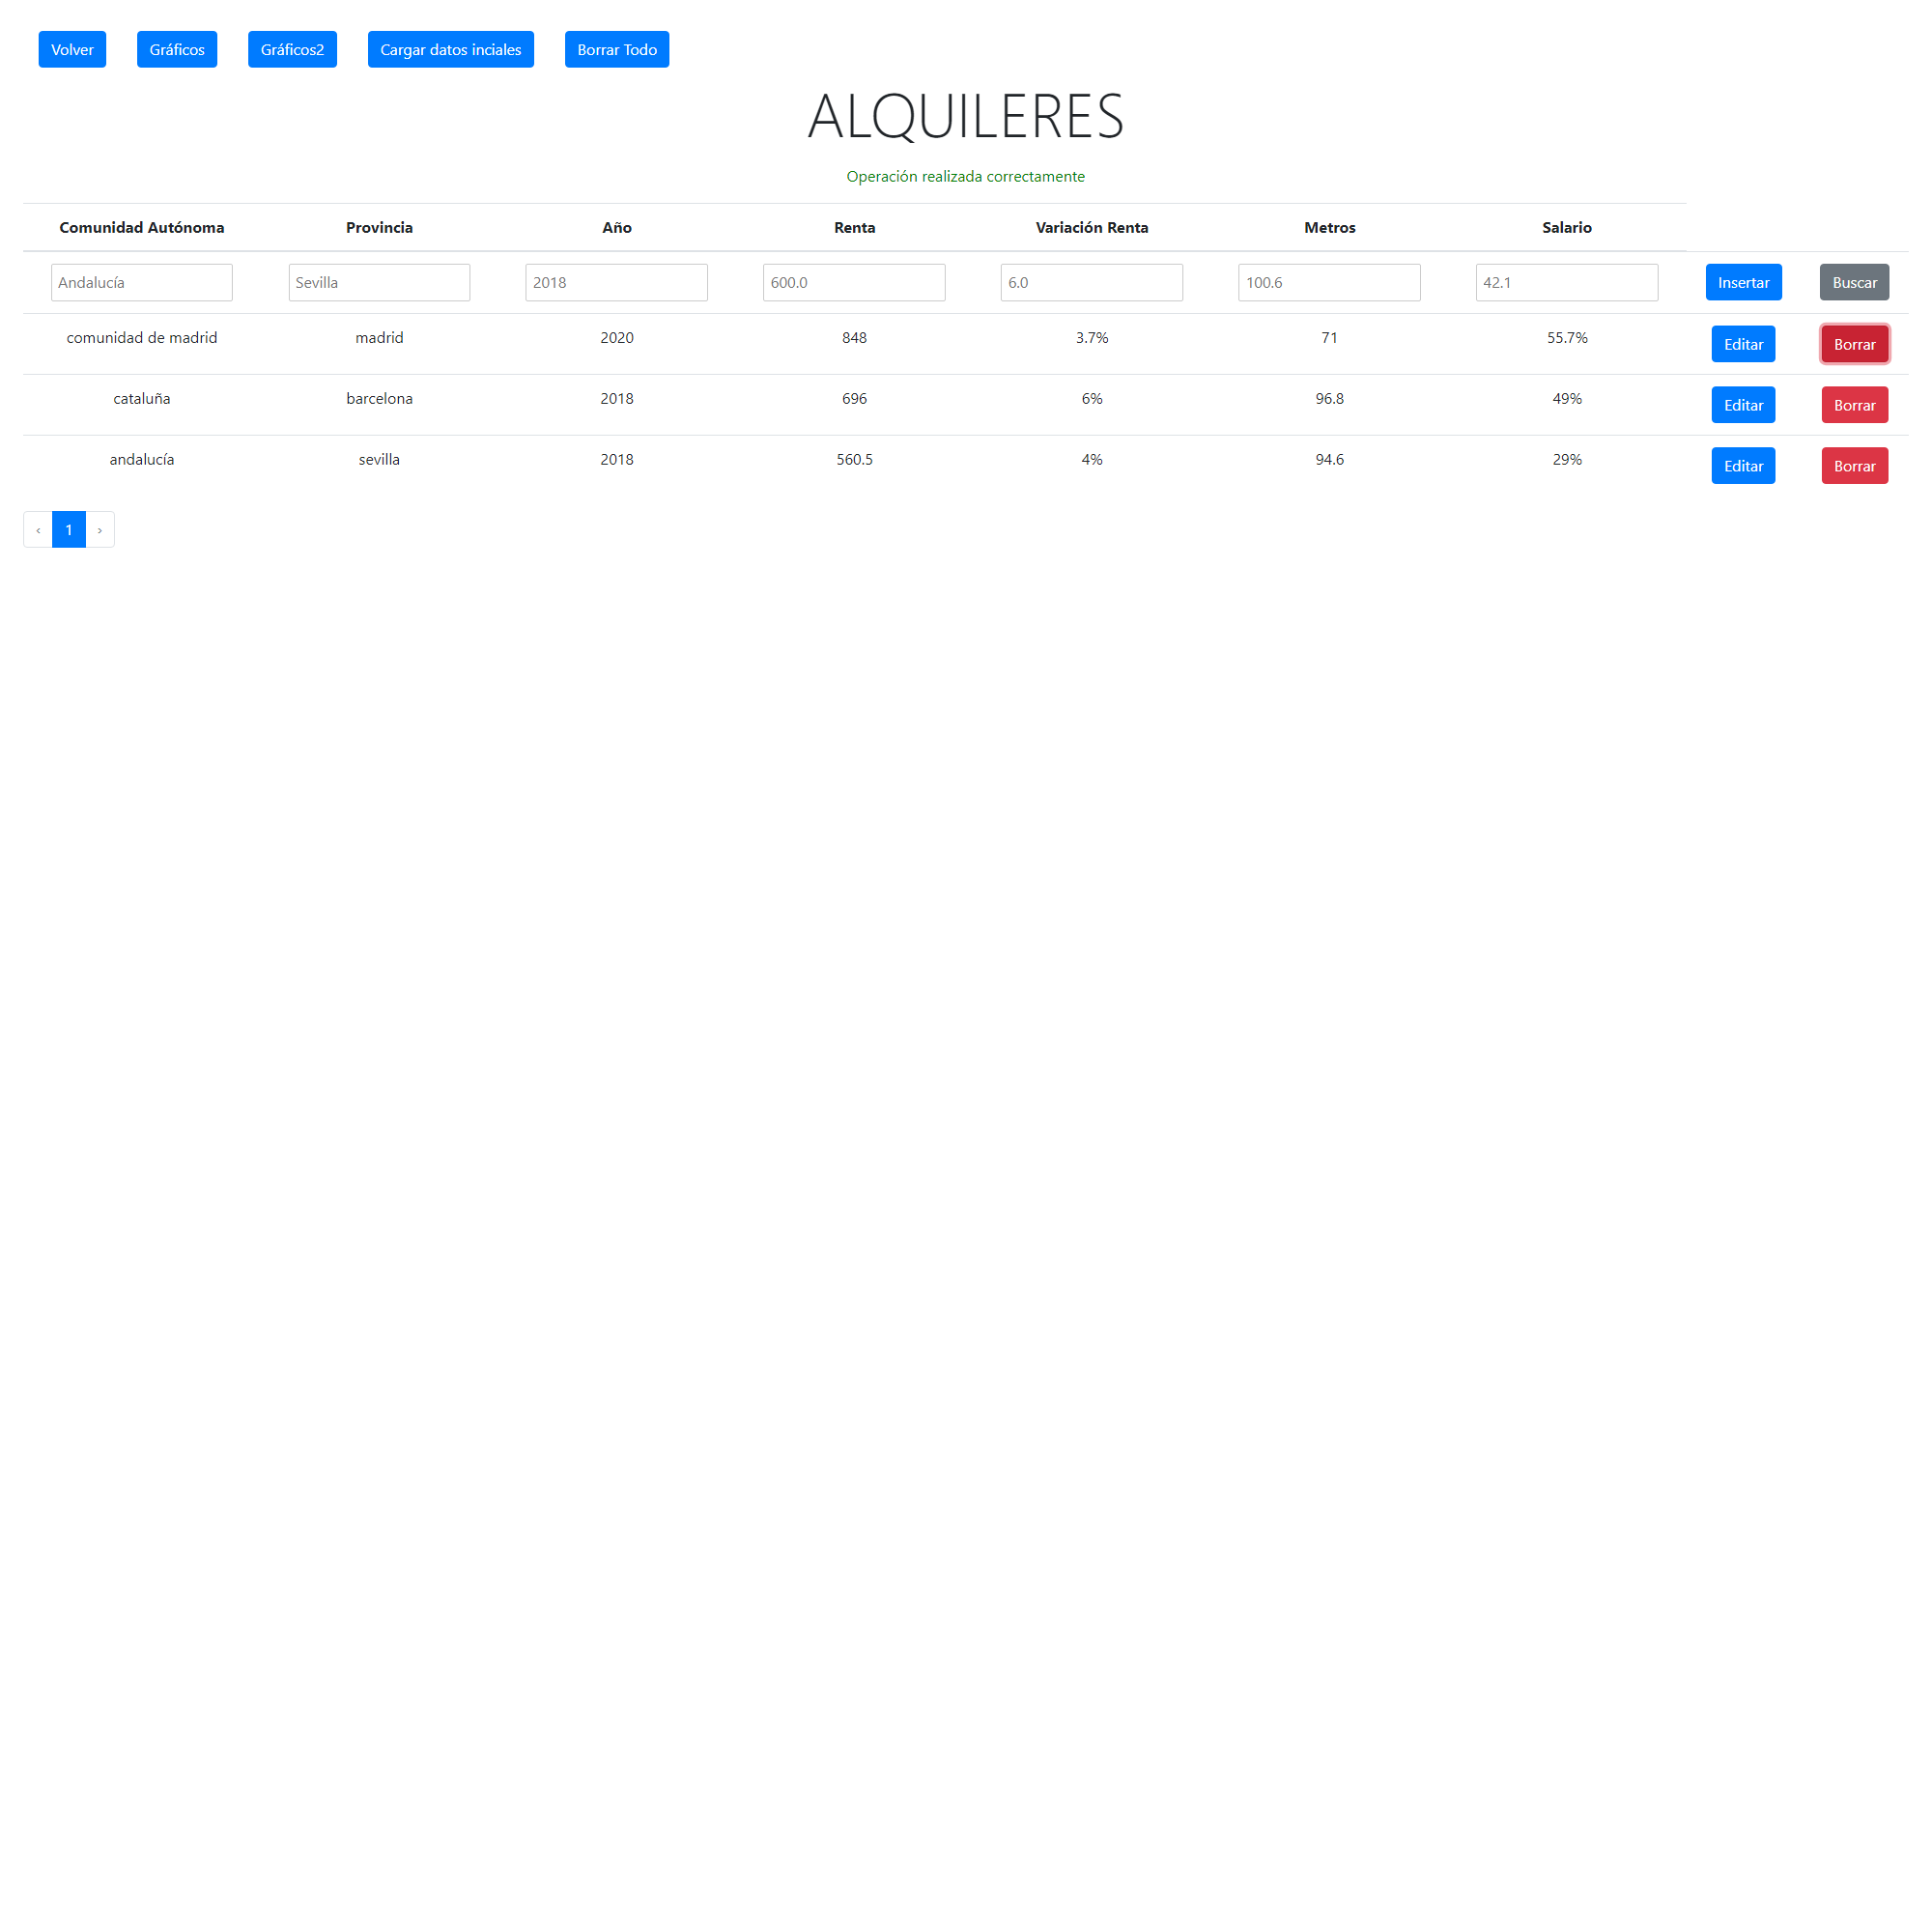 Volver Gráficos Gráficos2 Cargar datos inciales Borrar Todo
ALQUILERES
Operación realizada correctamente
Comunidad Autónoma Provincia Año Renta Variación Renta Metros Salario
Andalucía Sevilla 2018 600.0 6.0 100.6 42.1 Insertar Buscar
comunidad de madrid madrid 2020 848 3.7% 71 55.7% Editar Borrar
cataluña barcelona 2018 696 6% 96.8 49% Editar Borrar
andalucía sevilla 2018 560.5 4% 94.6 29% Editar Borrar
‹ 1 ›